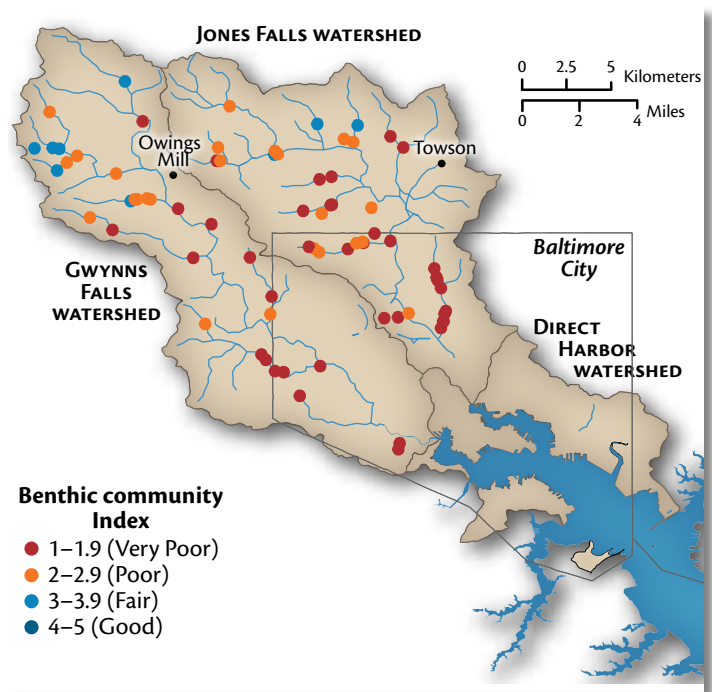 JONES FALLS WATERSHED
0 2.5 5 Kilometers
0 2 4 Miles
Owings
Mill
Towson
Baltimore
City
GWYNNS
FALLS
WATERSHED
DIRECT
HARBOR
WATERSHED
Benthic community
Index
1–1.9 (Very Poor)
2–2.9 (Poor)
3–3.9 (Fair)
4–5 (Good)